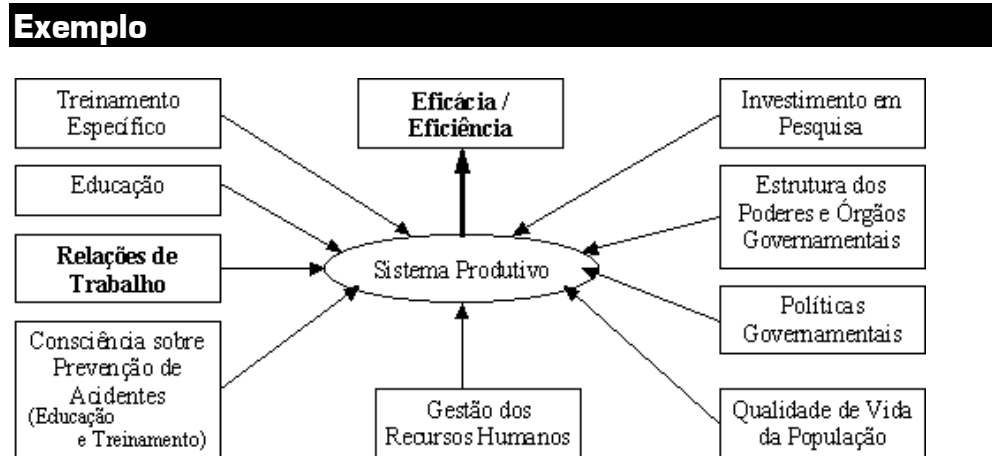 Exemplo
Treinamento
Específico
Eficácia /
Eficiência
Investimento em
Pesquisa
Educação
Estrutura dos
Poderes e Órgãos
Governamentais
Relações de
Trabalho
Sistema Produtivo
Políticas
Governamentais
Consciência sobre
Prevenção de
Acidentes
(Educação
e Treinamento)
Gestão dos
Recursos Humanos
Qualidade de Vida
da População